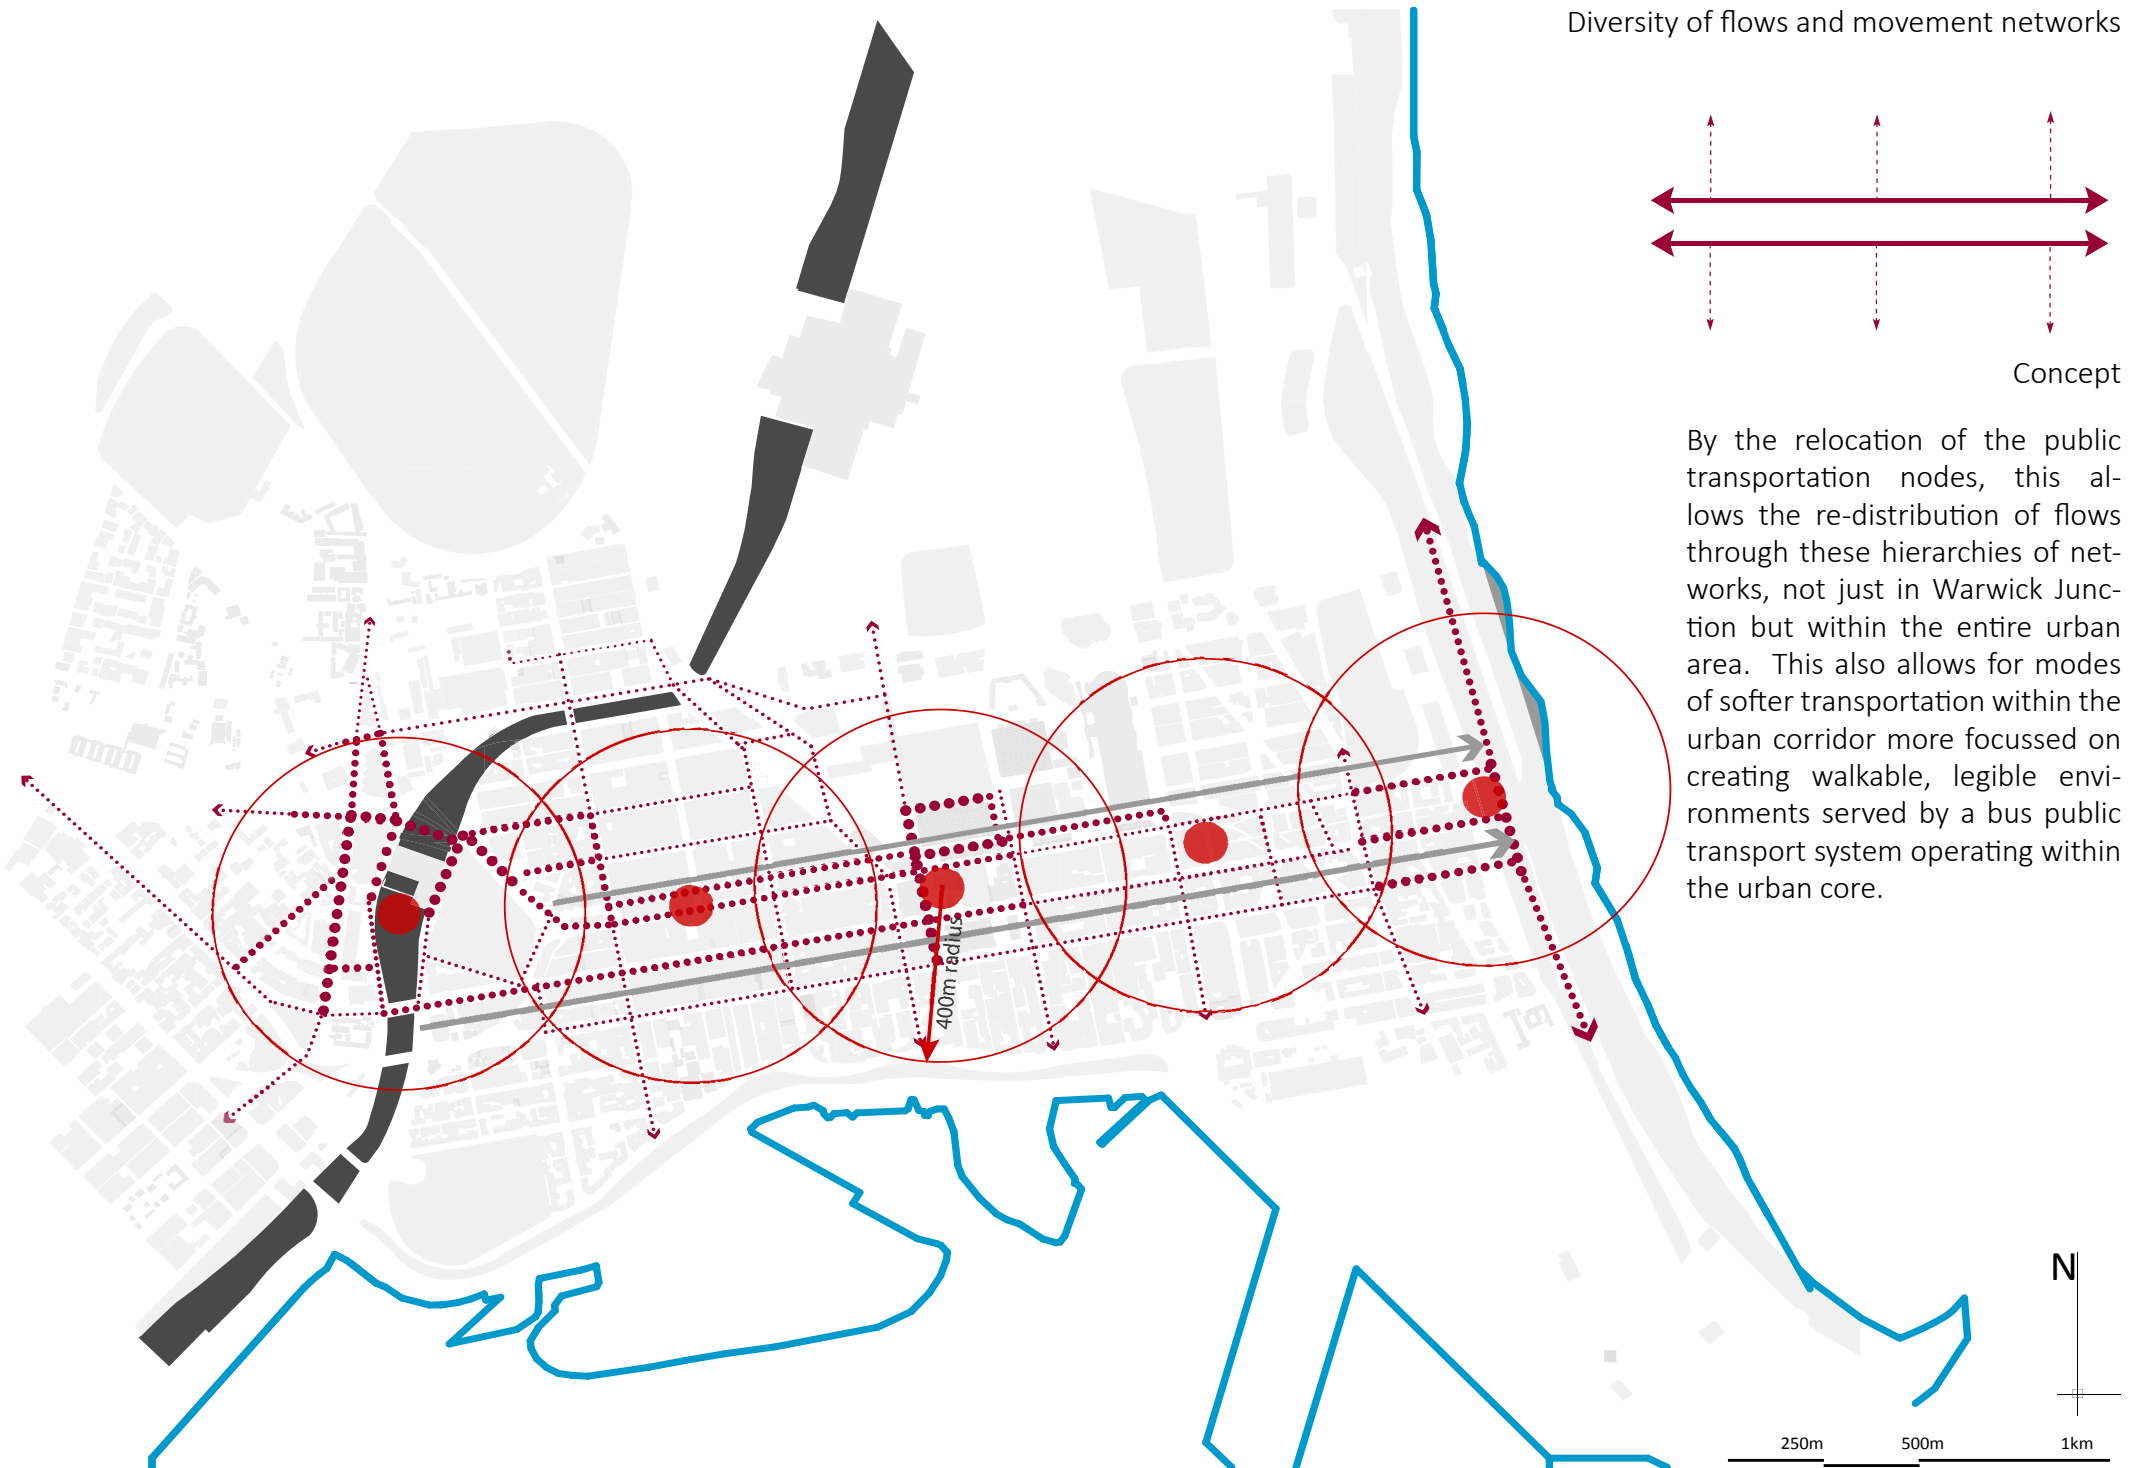 Diversity of flows and movement networks
Concept
By the relocation of the public
transportation nodes, this al-
lows the re-distribution of flows
through these hierarchies of net-
works, not just in Warwick Junc-
tion but within the entire urban
area. This also allows for modes
of softer transportation within the
urban corridor more focussed on
creating walkable, legible envi-
ronments served by a bus public
transport system operating within
the urban core.
400m radius
N
250m 500m 1km